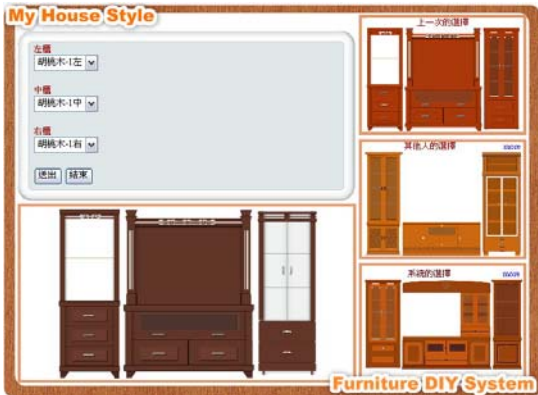 My House Style
左櫃
胡桃木-1左
中櫃
胡桃木-1中
右櫃
胡桃木-1右
送出 結束
上一次的選擇
其他人的選擇 more
系統的選擇 more
Furniture DIY System